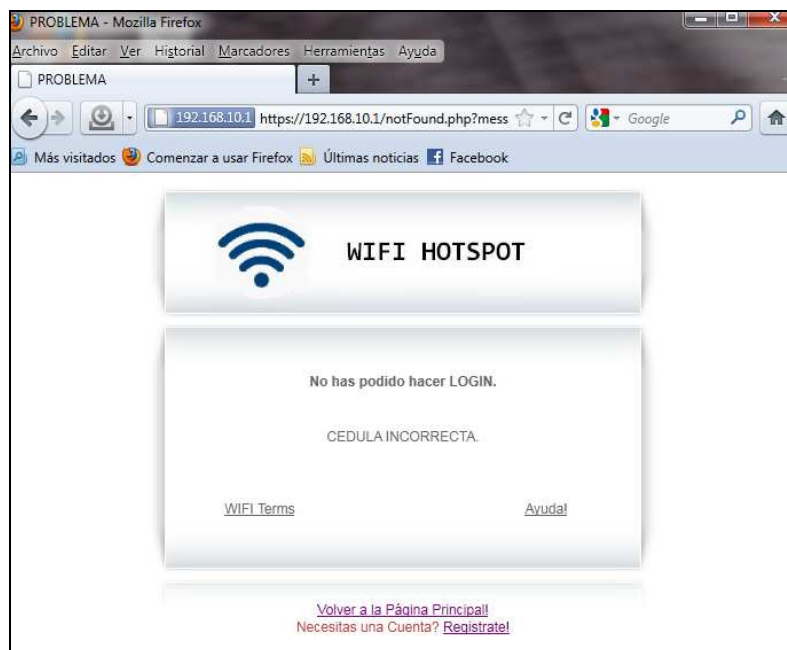 PROBLEMA - Mozilla Firefox
Archivo Editar Ver Historial Marcadores Herramientas Ayuda
PROBLEMA +
192.168.10.1 https://192.168.10.1/notFound.php?mess Google
Más visitados Comenzar a usar Firefox Últimas noticias Facebook
WIFI HOTSPOT
No has podido hacer LOGIN.
CEDULA INCORRECTA.
WIFI Terms Ayuda!
Volver a la Página Principal!
Necesitas una Cuenta? Registrate!